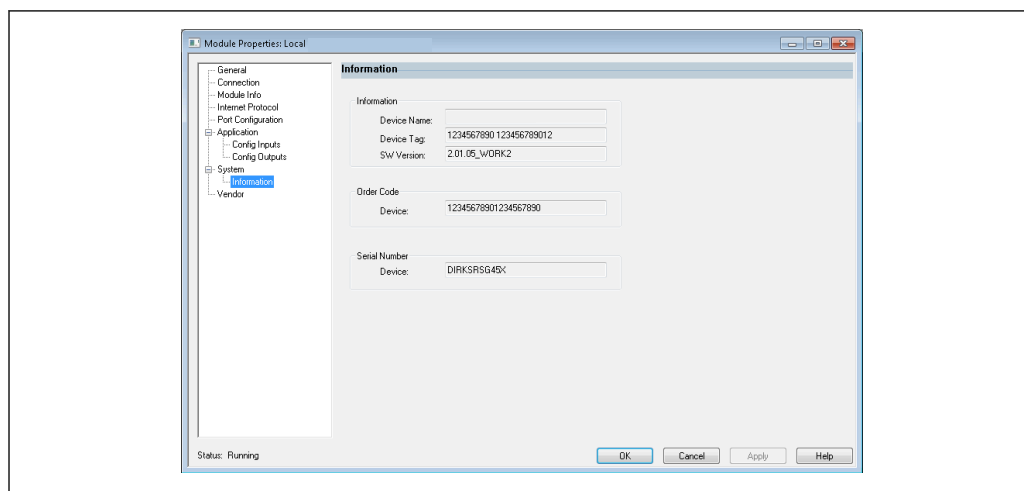 Module Properties: Local
General
Connection
Module Info
Internet Protocol
Port Configuration
Application
Config Inputs
Config Outputs
System
Information
Vendor
Information
Information
Device Name:
Device Tag: 1234567890 123456789012
SW Version: 2.01.05_WORK2
Order Code
Device: 12345678901234567890
Serial Number
Device: DIRKSRSG45X
Status: Running
OK Cancel Apply Help